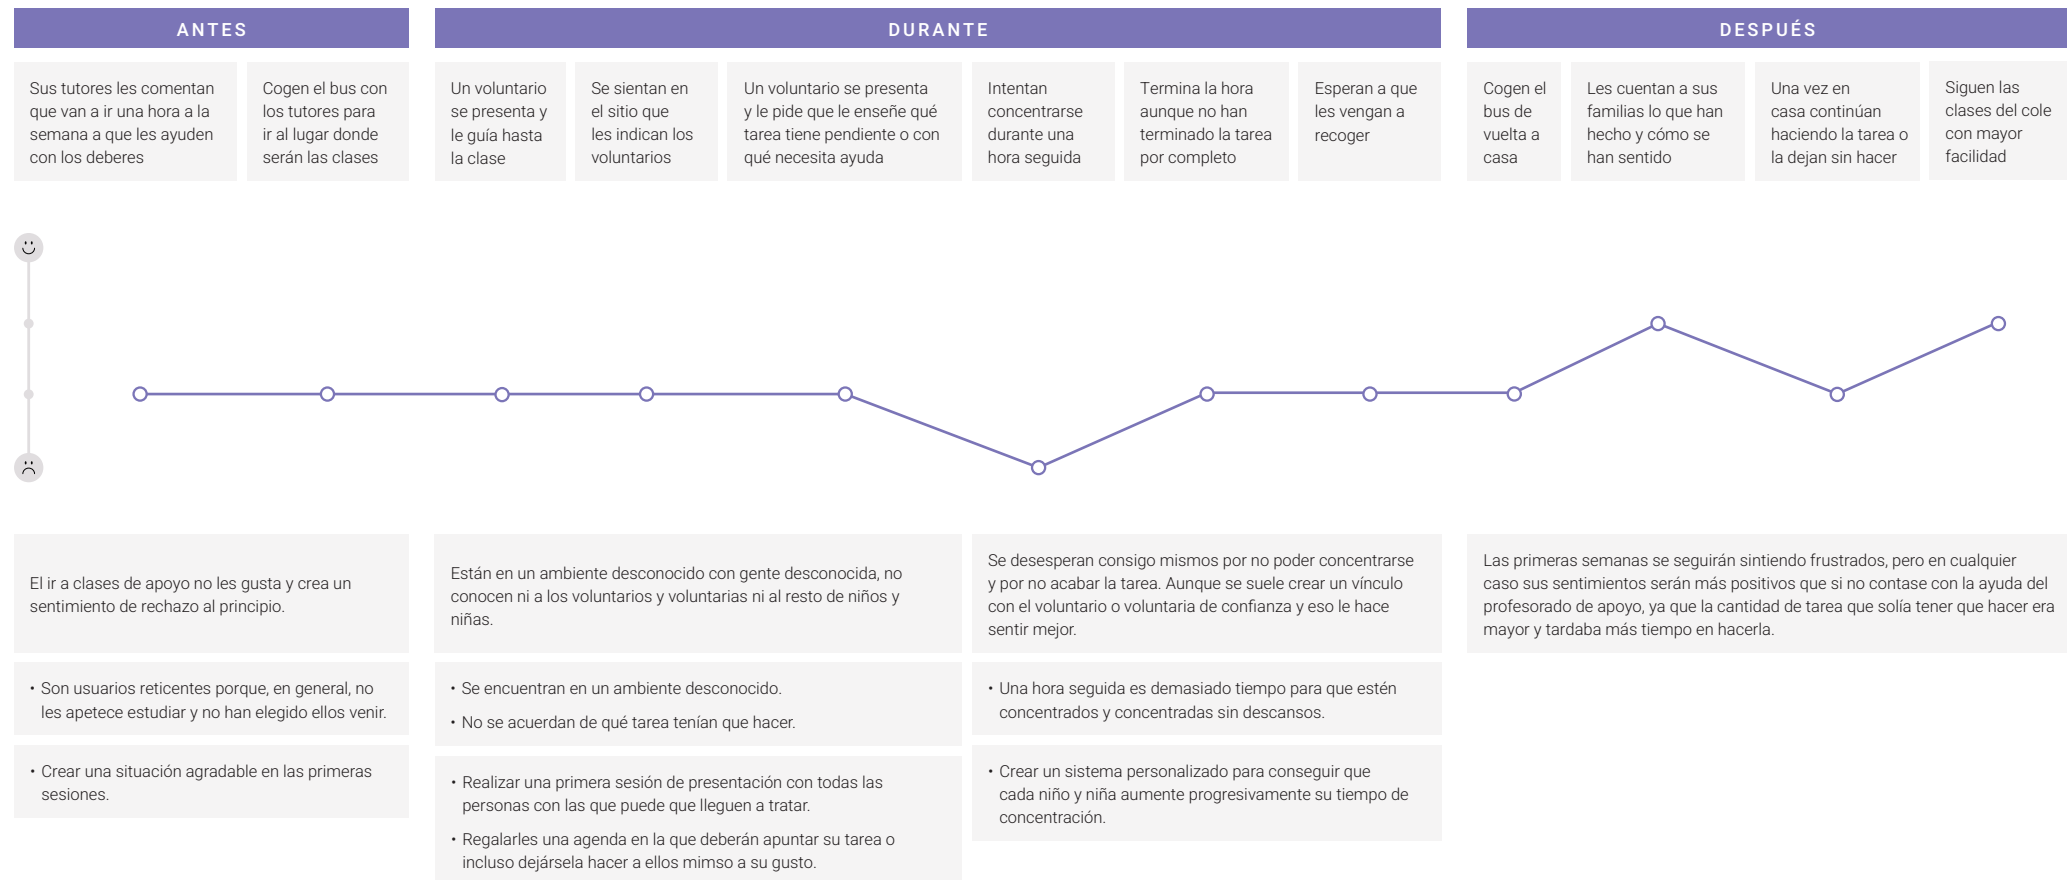 ANTES
DURANTE
DESPUÉS
Sus tutores les comentan
que van a ir una hora a la
semana a que les ayuden
con los deberes
Cogen el bus con
los tutores para
ir al lugar donde
serán las clases
Un voluntario
se presenta y
le guía hasta
la clase
Se sientan en
el sitio que
les indican los
voluntarios
Un voluntario se presenta
y le pide que le enseñe qué
tarea tiene pendiente o con
qué necesita ayuda
Intentan
concentrarse
durante una
hora seguida
Termina la hora
aunque no han
terminado la tarea
por completo
Esperan a que
les vengan a
recoger
Cogen el
bus de
vuelta a
casa
Les cuentan a sus
familias lo que han
hecho y cómo se
han sentido
Una vez en
casa continúan
haciendo la tarea o
la dejan sin hacer
Siguen las
clases del cole
con mayor
facilidad
El ir a clases de apoyo no les gusta y crea un
sentimiento de rechazo al principio.
Están en un ambiente desconocido con gente desconocida, no
conocen ni a los voluntarios y voluntarias ni al resto de niños y
niñas.
Se desesperan consigo mismos por no poder concentrarse
y por no acabar la tarea. Aunque se suele crear un vínculo
con el voluntario o voluntaria de confianza y eso le hace
sentir mejor.
Las primeras semanas se seguirán sintiendo frustrados, pero en cualquier
caso sus sentimientos serán más positivos que si no contase con la ayuda del
profesorado de apoyo, ya que la cantidad de tarea que solía tener que hacer era
mayor y tardaba más tiempo en hacerla.
• Son usuarios reticentes porque, en general, no
les apetece estudiar y no han elegido ellos venir.
• Se encuentran en un ambiente desconocido.
• No se acuerdan de qué tarea tenían que hacer.
• Una hora seguida es demasiado tiempo para que estén
concentrados y concentradas sin descansos.
• Crear una situación agradable en las primeras
sesiones.
• Realizar una primera sesión de presentación con todas las
personas con las que puede que lleguen a tratar.
• Regalarles una agenda en la que deberán apuntar su tarea o
incluso dejársela hacer a ellos mimso a su gusto.
• Crear un sistema personalizado para conseguir que
cada niño y niña aumente progresivamente su tiempo de
concentración.